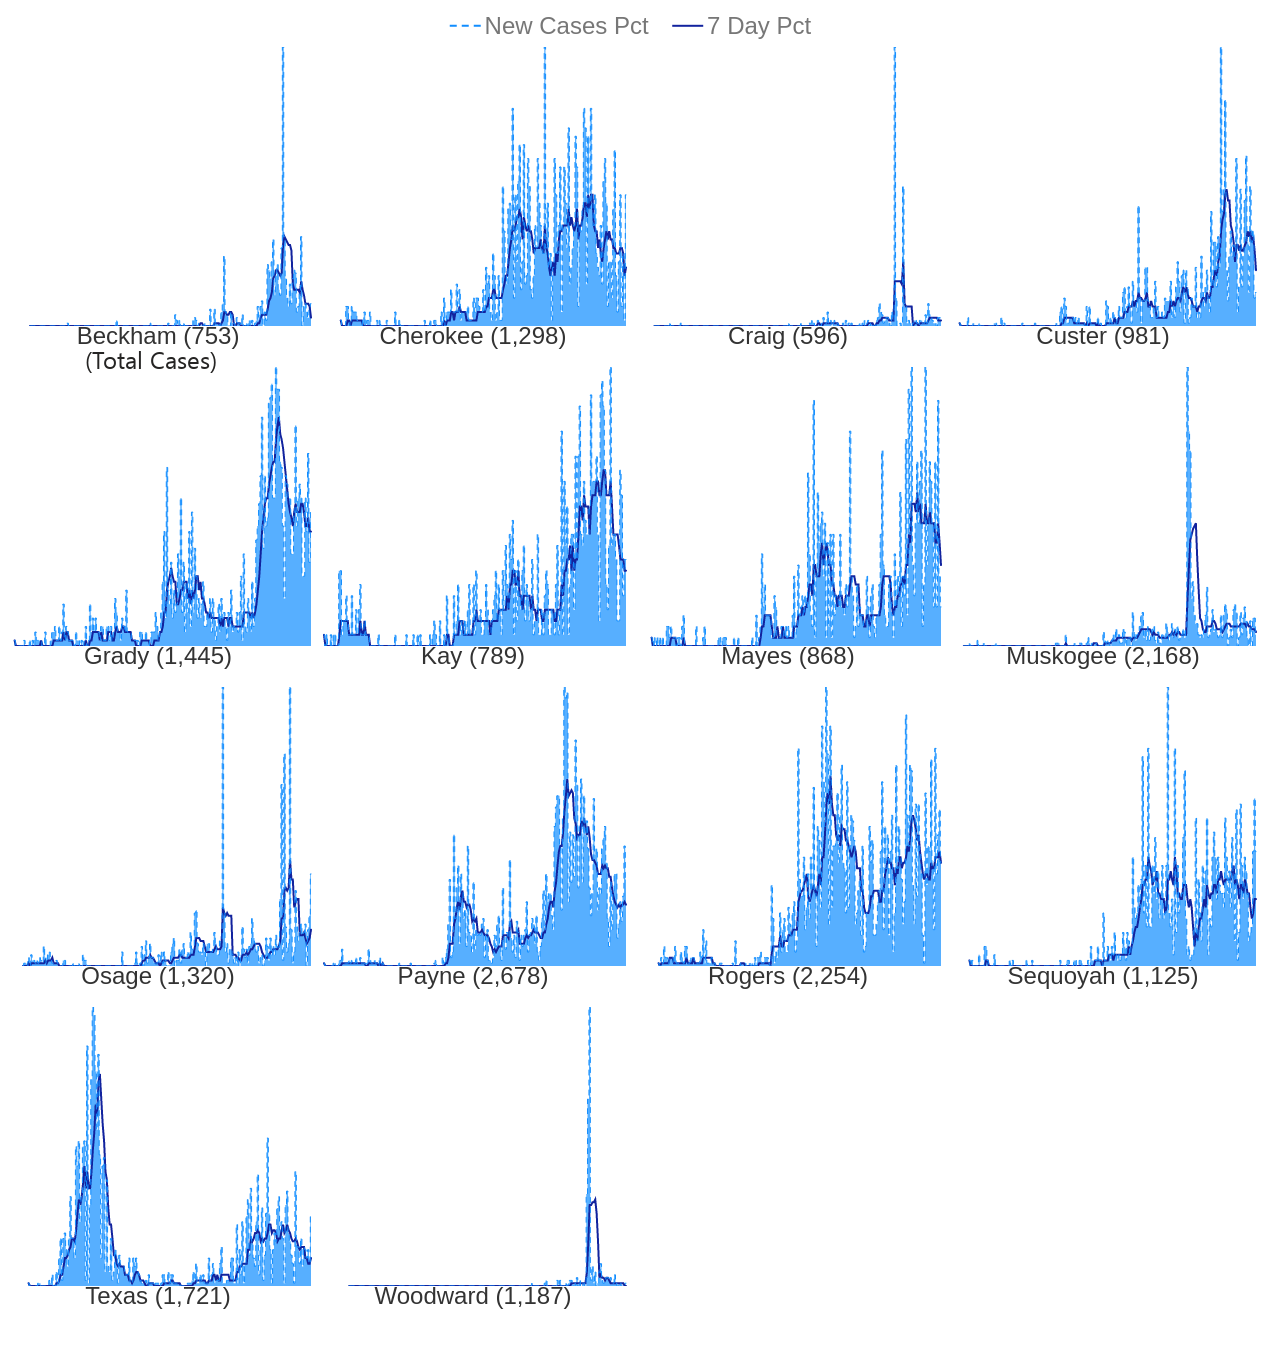 New Cases Pct 7 Day Pct
Beckham (753) Cherokee (1,298) Craig (596) Custer (981)
(Total Cases)
Grady (1,445) Kay (789) Mayes (868) Muskogee (2,168)
Osage (1,320) Payne (2,678) Rogers (2,254) Sequoyah (1,125)
Texas (1,721) Woodward (1,187)